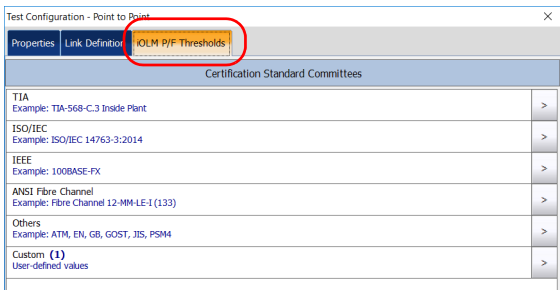 Test Configuration - Point to Point
Properties Link Definition iOLM P/F Thresholds
Certification Standard Committees
TIA
Example: TIA-568-C.3 Inside Plant
>
ISO/IEC
Example: ISO/IEC 14763-3:2014
>
IEEE
Example: 100BASE-FX
>
ANSI Fibre Channel
Example: Fibre Channel 12-MM-LE-I (133)
>
Others
Example: ATM, EN, GB, GOST, JIS, PSM4
>
Custom (1)
User-defined values
>